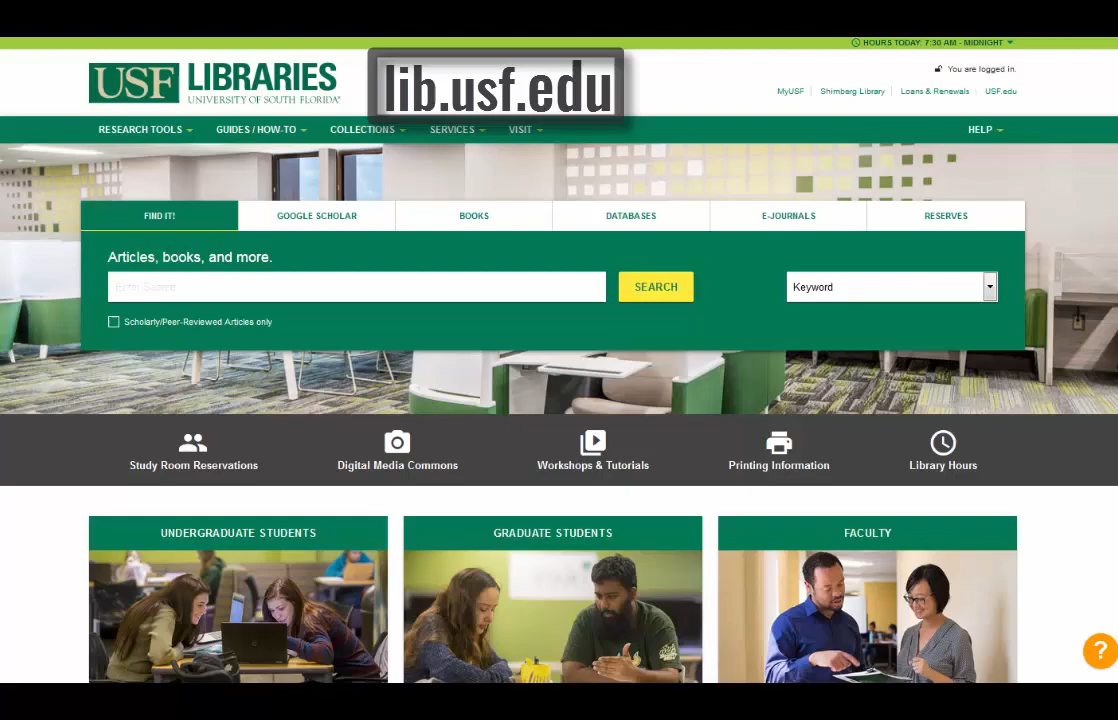 HOURS TODAY: 7:30 AM - MIDNIGHT
USF LIBRARIES
UNIVERSITY OF SOUTH FLORIDA
lib.usf.edu
You are logged in.
MyUSF Shimberg Library Loans & Renewals USF.edu
RESEARCH TOOLS GUIDES / HOW-TO COLLECTIONS SERVICES VISIT HELP
FIND IT! GOOGLE SCHOLAR BOOKS DATABASES E-JOURNALS RESERVES
Articles, books, and more.
Enter Search SEARCH Keyword
Scholarly/Peer-Reviewed Articles only
Study Room Reservations Digital Media Commons Workshops & Tutorials Printing Information Library Hours
UNDERGRADUATE STUDENTS GRADUATE STUDENTS FACULTY
?